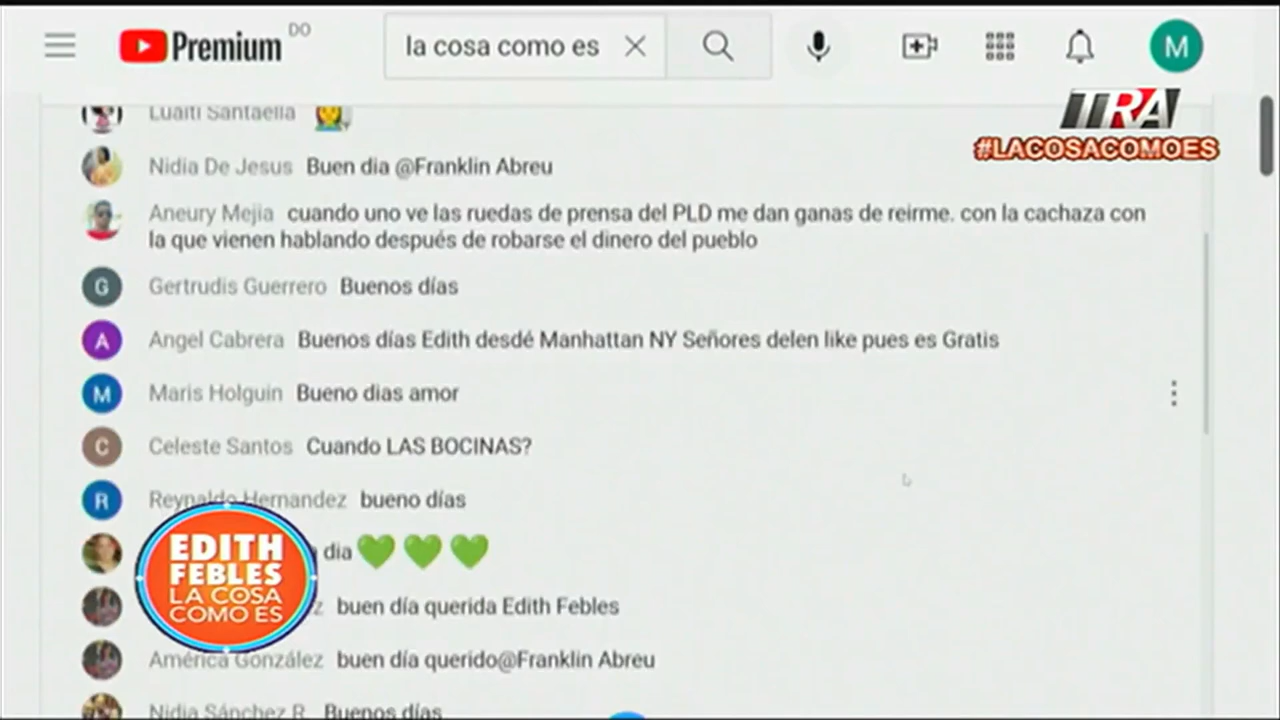 Premium DO
la cosa como es
M
TRA
#LACOSACOMOES
Luaiti Santaella
Nidia De Jesus Buen dia @Franklin Abreu
Aneury Mejia cuando uno ve las ruedas de prensa del PLD me dan ganas de reirme. con la cachaza con
la que vienen hablando después de robarse el dinero del pueblo
G Gertrudis Guerrero Buenos días
A Angel Cabrera Buenos días Edith desdé Manhattan NY Señores delen like pues es Gratis
M Maris Holguin Bueno dias amor
C Celeste Santos Cuando LAS BOCINAS?
R Reynaldo Hernandez bueno días
dia 💚 💚 💚
EDITH
FEBLES
LA COSA
COMO ES
buen día querida Edith Febles
América González buen día querido@Franklin Abreu
Nidia Sánchez R. Buenos días